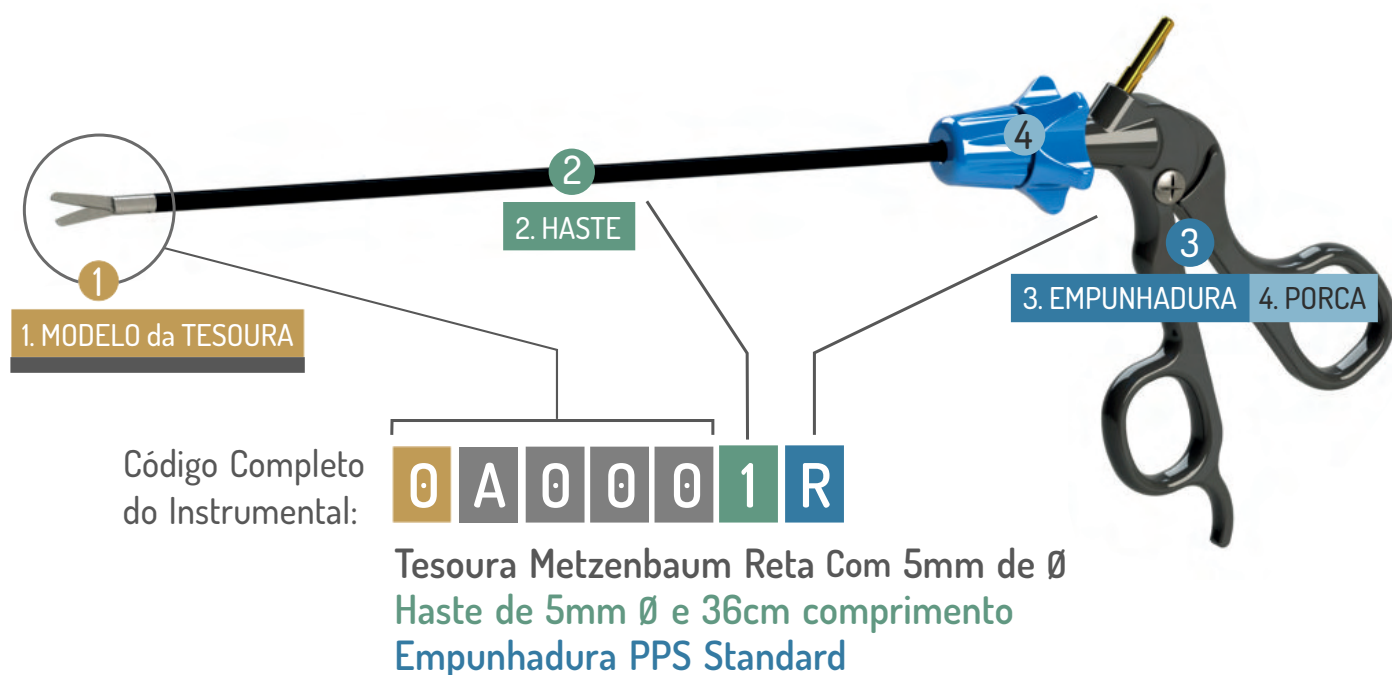 4
2
2. HASTE
3
1
3. EMPUNHADURA 4. PORCA
1. MODELO da TESOURA
Código Completo
do Instrumental:
0 A 0 0 0 1 R
Tesoura Metzenbaum Reta Com 5mm de Ø
Haste de 5mm Ø e 36cm comprimento
Empunhadura PPS Standard